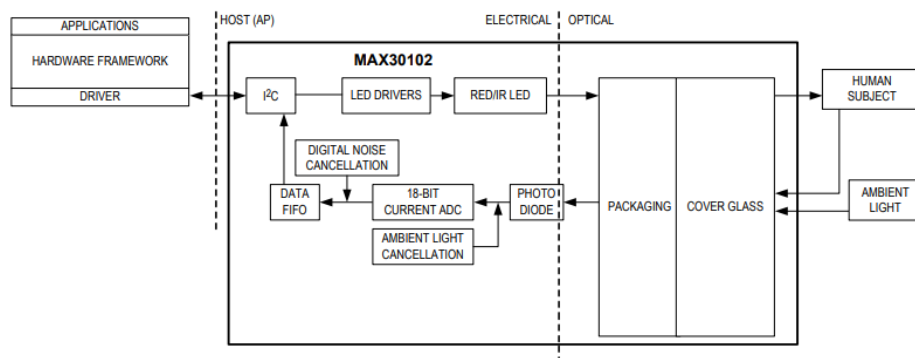 APPLICATIONS
HARDWARE FRAMEWORK
DRIVER
HOST (AP)
ELECTRICAL
OPTICAL
MAX30102
I²C
LED DRIVERS
RED/IR LED
HUMAN
SUBJECT
DIGITAL NOISE
CANCELLATION
DATA
FIFO
18-BIT
CURRENT ADC
PHOTO
DIODE
AMBIENT LIGHT
CANCELLATION
PACKAGING
COVER GLASS
AMBIENT
LIGHT